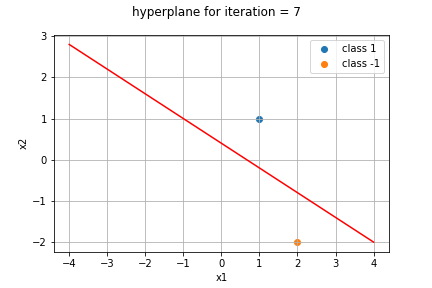 hyperplane for iteration = 7
class 1
class -1
3
2
1
0
−1
−2
x2
−4 −3 −2 −1 0 1 2 3 4
x1